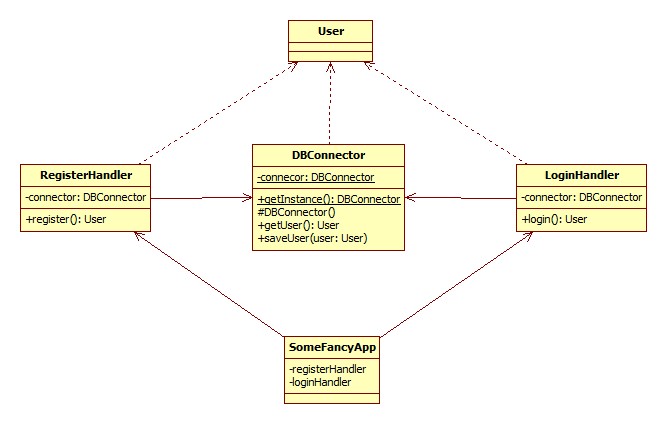 User
DBConnector
-connecor: DBConnector
+getInstance(): DBConnector
#DBConnector()
+getUser(): User
+saveUser(user: User)
RegisterHandler
-connector: DBConnector
+register(): User
LoginHandler
-connector: DBConnector
+login(): User
SomeFancyApp
-registerHandler
-loginHandler